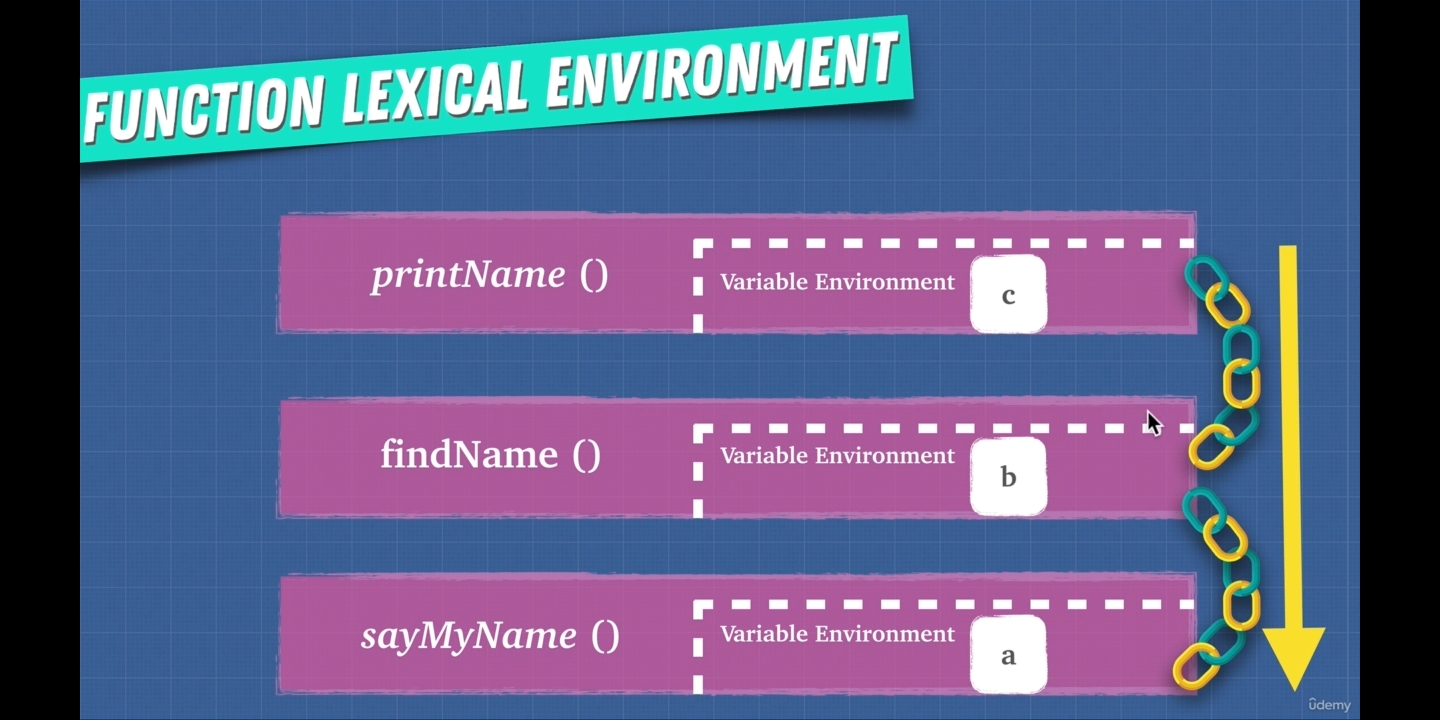 FUNCTION LEXICAL ENVIRONMENT
printName ()
Variable Environment
c
findName ()
Variable Environment
b
sayMyName ()
Variable Environment
a
ûdemy